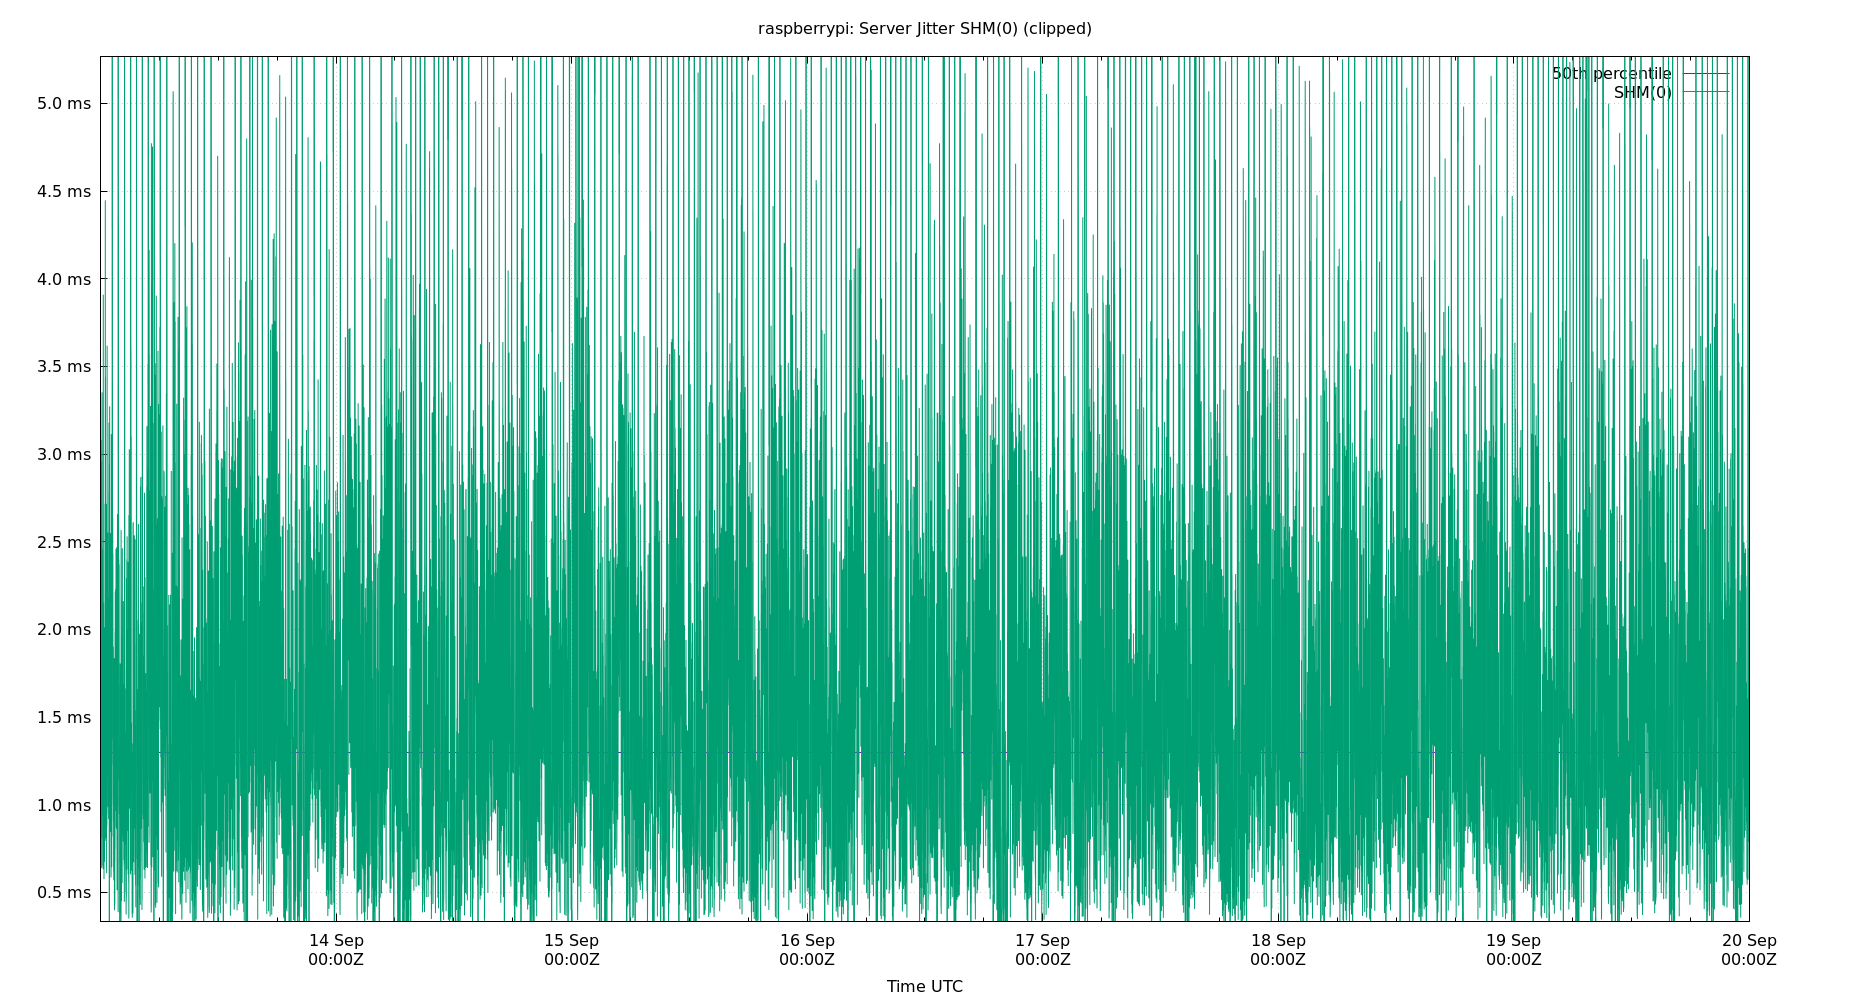 raspberrypi: Server Jitter SHM(0) (clipped)
50th percentile
SHM(0)
5.0 ms
4.5 ms
4.0 ms
3.5 ms
3.0 ms
2.5 ms
2.0 ms
1.5 ms
1.0 ms
0.5 ms
14 Sep 15 Sep 16 Sep 17 Sep 18 Sep 19 Sep 20 Sep
00:00Z 00:00Z 00:00Z 00:00Z 00:00Z 00:00Z 00:00Z
Time UTC